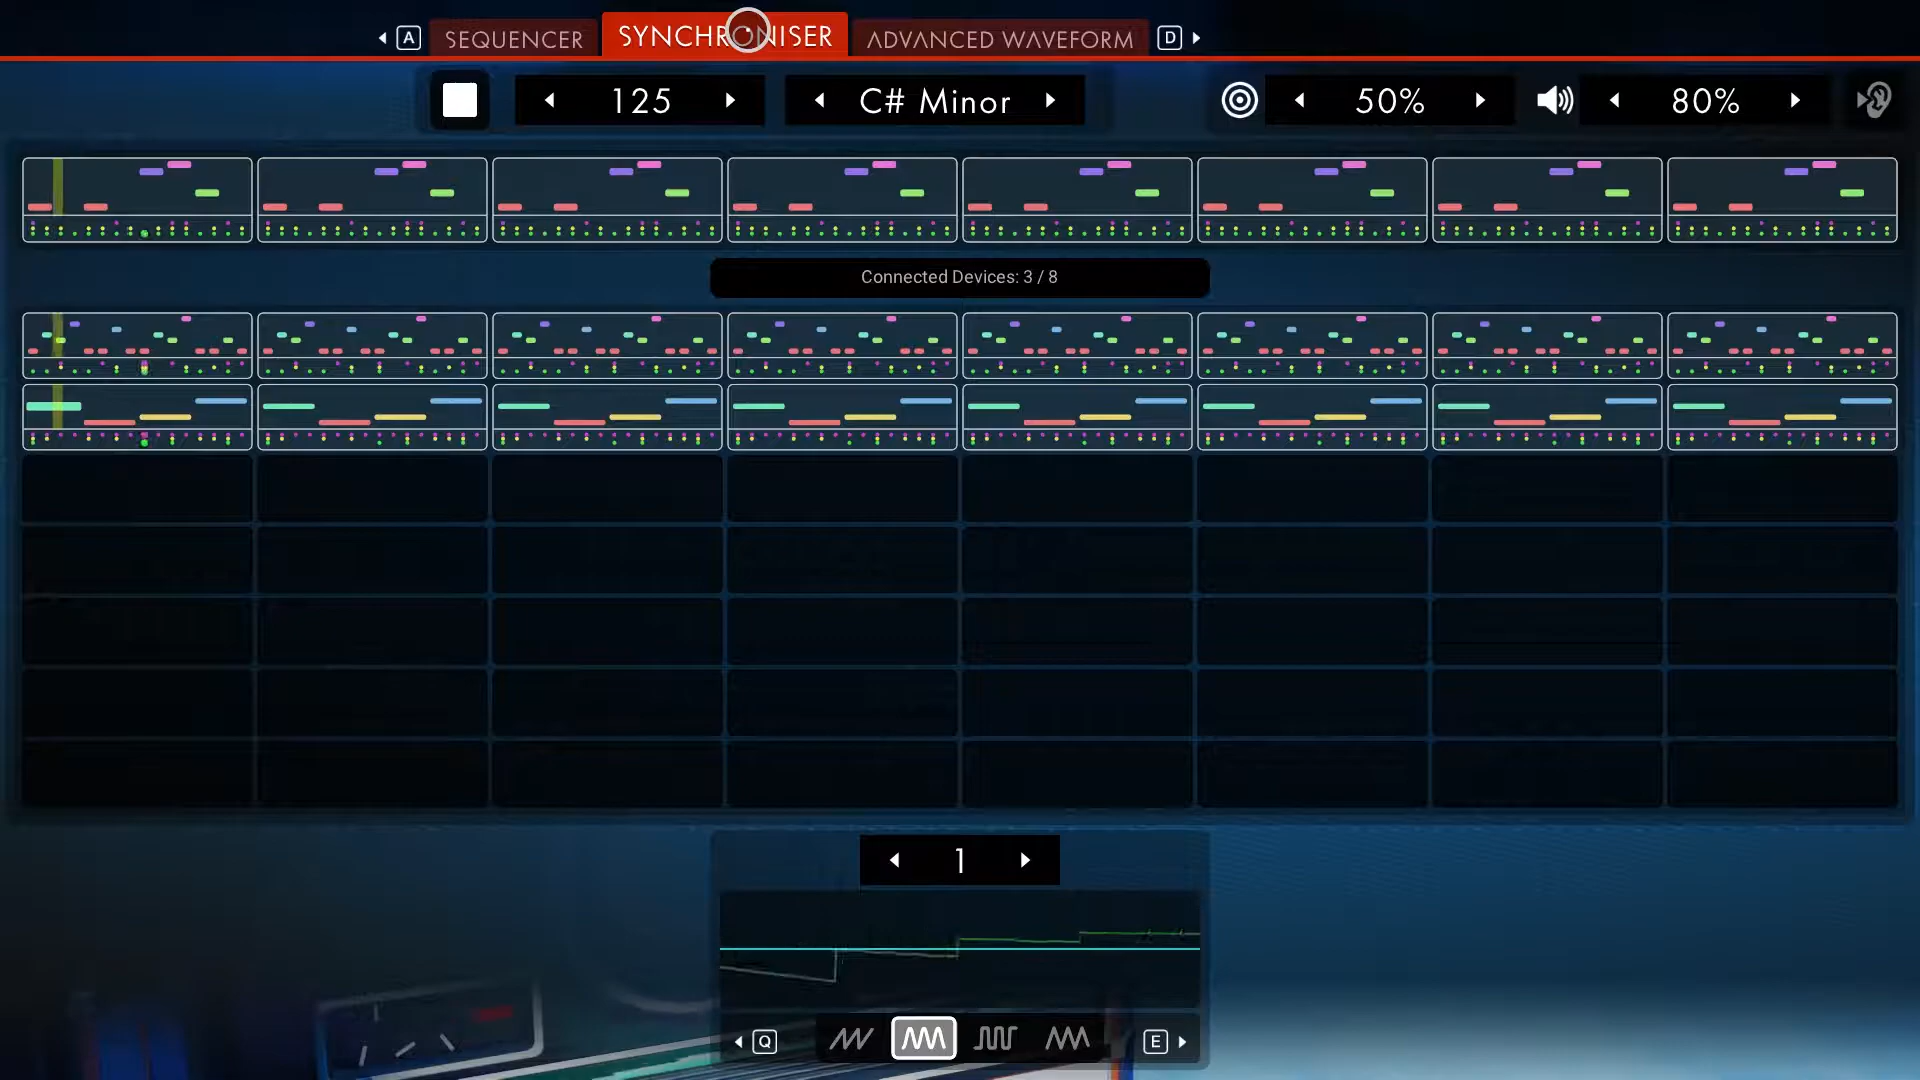 A SEQUENCER SYNCHRONISER ADVANCED WAVEFORM D
125 C# Minor 50% 80%
Connected Devices: 3 / 8
1
Q E